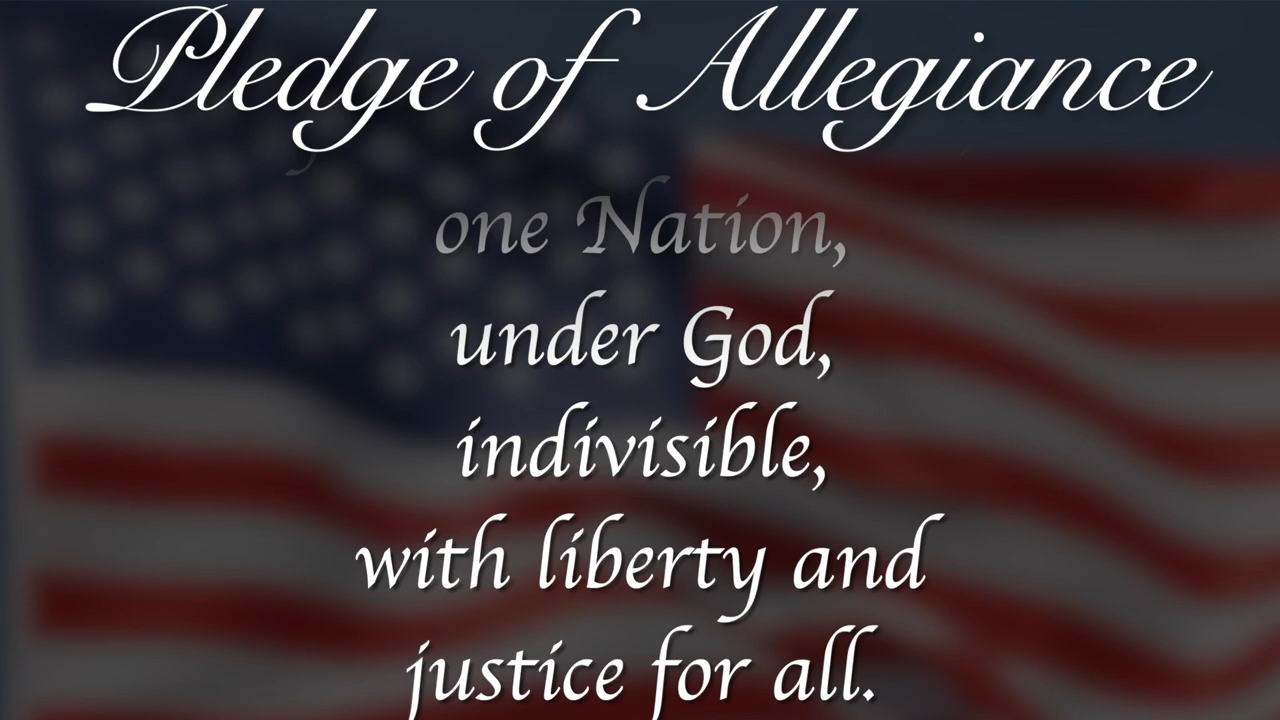 Pledge of Allegiance
one Nation,
under God,
indivisible,
with liberty and
justice for all.